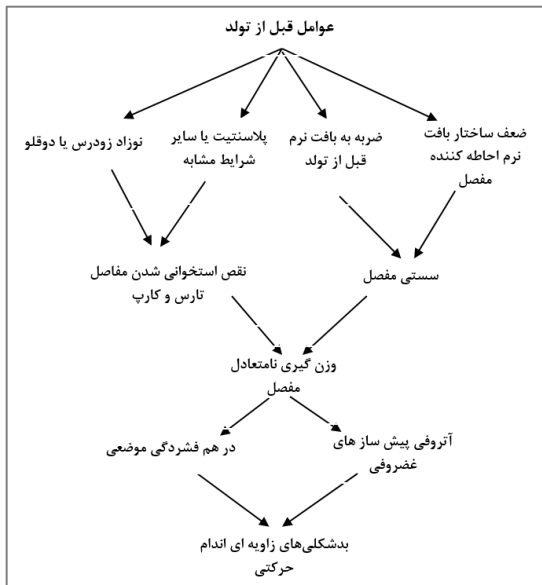 عوامل قبل از تولد
ضعف ساختار بافت
نرم احاطه کننده
مفصل
ضربه به بافت نرم
قبل از تولد
پلاسنتیت یا سایر
شرایط مشابه
نوزاد زودرس یا دوقلو
سستی مفصل
نقص استخوانی شدن مفاصل
تارس و کارپ
وزن گیری نامتعادل
مفصل
آتروفی پیش ساز های
غضروفی
در هم فشردگی موضعی
بدشکلی‌های زاویه ای اندام
حرکتی